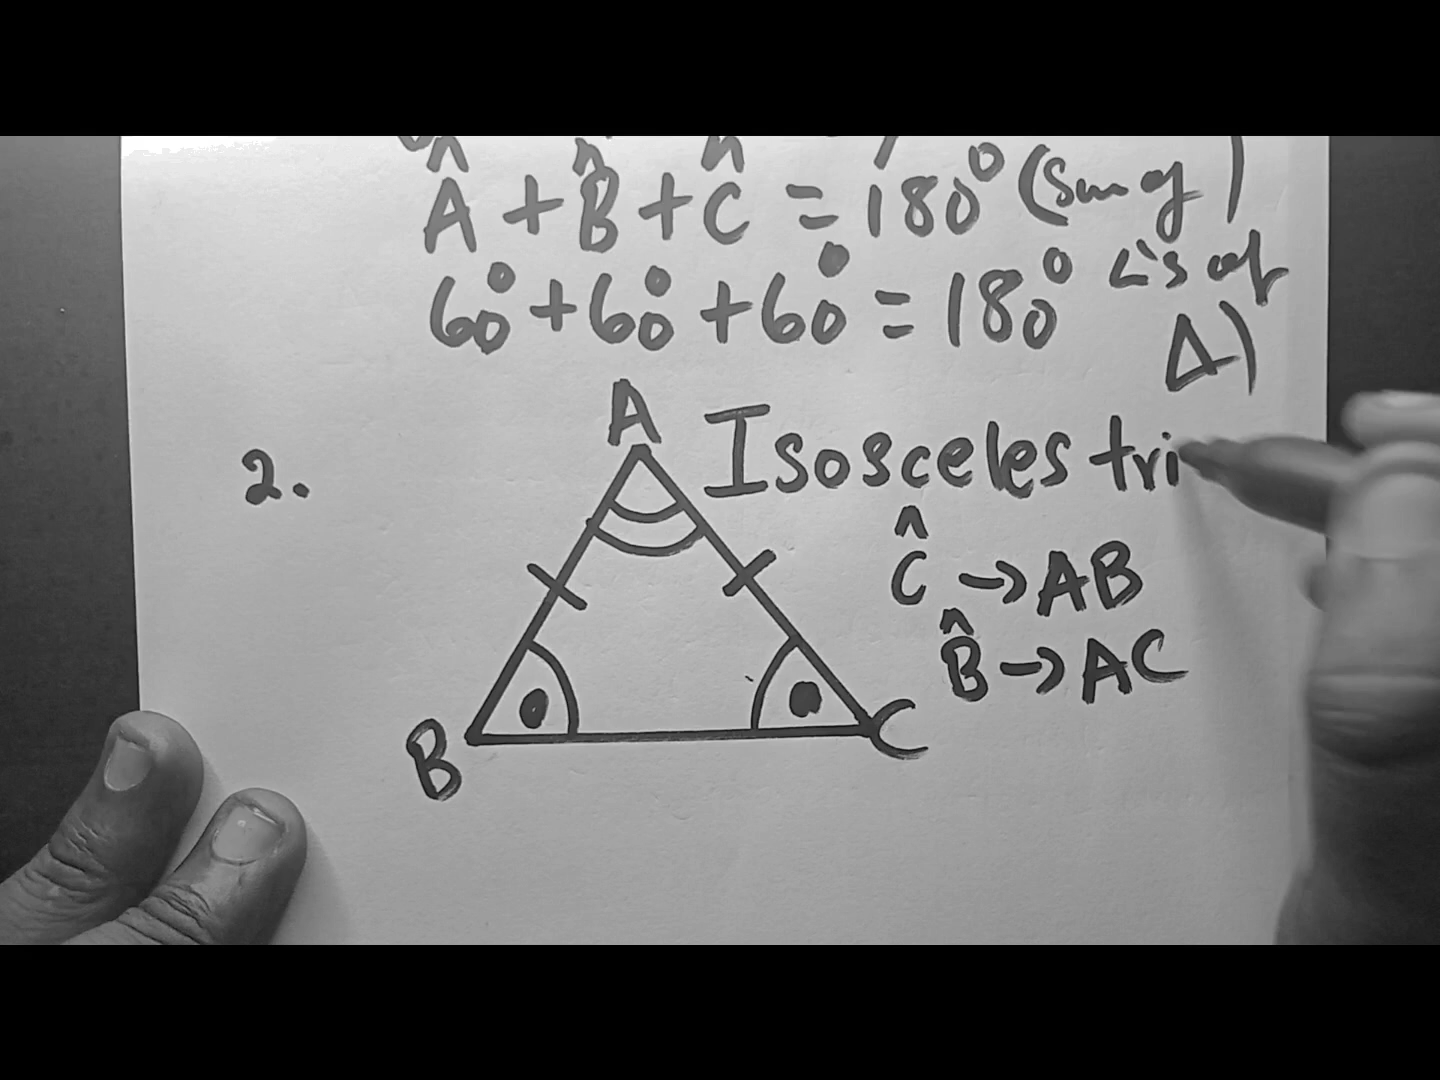 Â + B̂ + Ĉ = 180° (Sum of
60° + 60° + 60° = 180° ∠'s of
Δ)
2.
A
Isosceles tri
Ĉ → AB
B̂ → AC
B
C